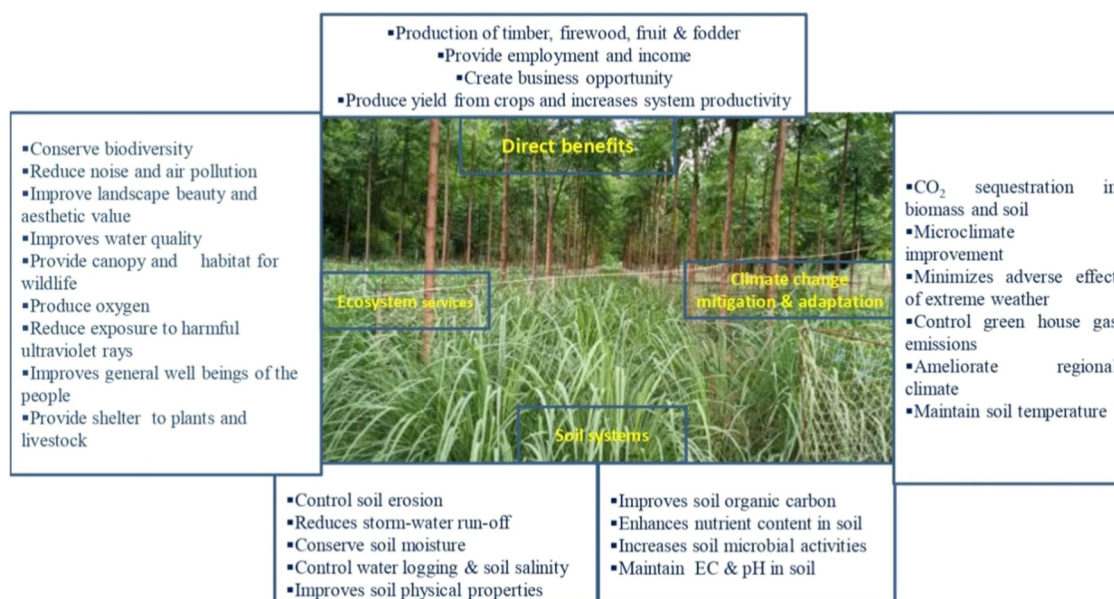 ▪Production of timber, firewood, fruit & fodder
▪Provide employment and income
▪Create business opportunity
▪Produce yield from crops and increases system productivity
Direct benefits
▪Conserve biodiversity
▪Reduce noise and air pollution
▪Improve landscape beauty and
aesthetic value
▪Improves water quality
▪Provide canopy and habitat for
wildlife
▪Produce oxygen
▪Reduce exposure to harmful
ultraviolet rays
▪Improves general well beings of the
people
▪Provide shelter to plants and
livestock
Ecosystem services
Climate change
mitigation & adaptation
▪CO₂ sequestration in
biomass and soil
▪Microclimate
improvement
▪Minimizes adverse effect
of extreme weather
▪Control green house gas
emissions
▪Ameliorate regional
climate
▪Maintain soil temperature
Soil systems
▪Control soil erosion
▪Reduces storm-water run-off
▪Conserve soil moisture
▪Control water logging & soil salinity
▪Improves soil physical properties
▪Improves soil organic carbon
▪Enhances nutrient content in soil
▪Increases soil microbial activities
▪Maintain EC & pH in soil